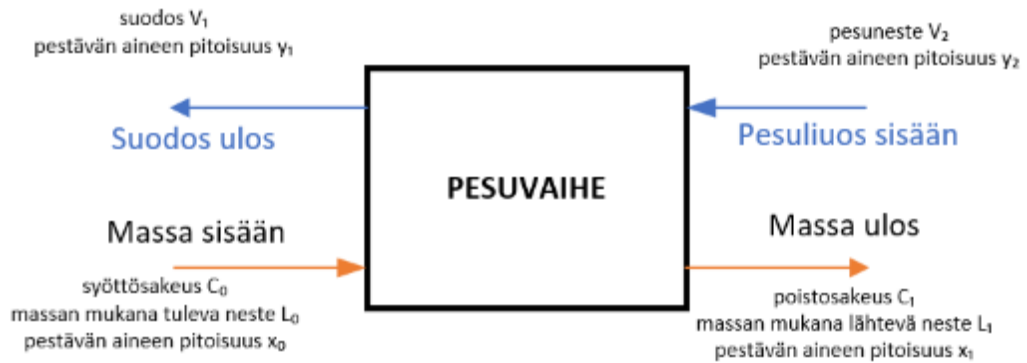 suodos V₁
pestävän aineen pitoisuus y₁
pesuneste V₂
pestävän aineen pitoisuus y₂
Suodos ulos
Pesuliuos sisään
PESUVAIHE
Massa sisään
Massa ulos
syöttösakeus C₀
massan mukana tuleva neste L₀
pestävän aineen pitoisuus x₀
poistosakeus C₁
massan mukana lähtevä neste L₁
pestävän aineen pitoisuus x₁